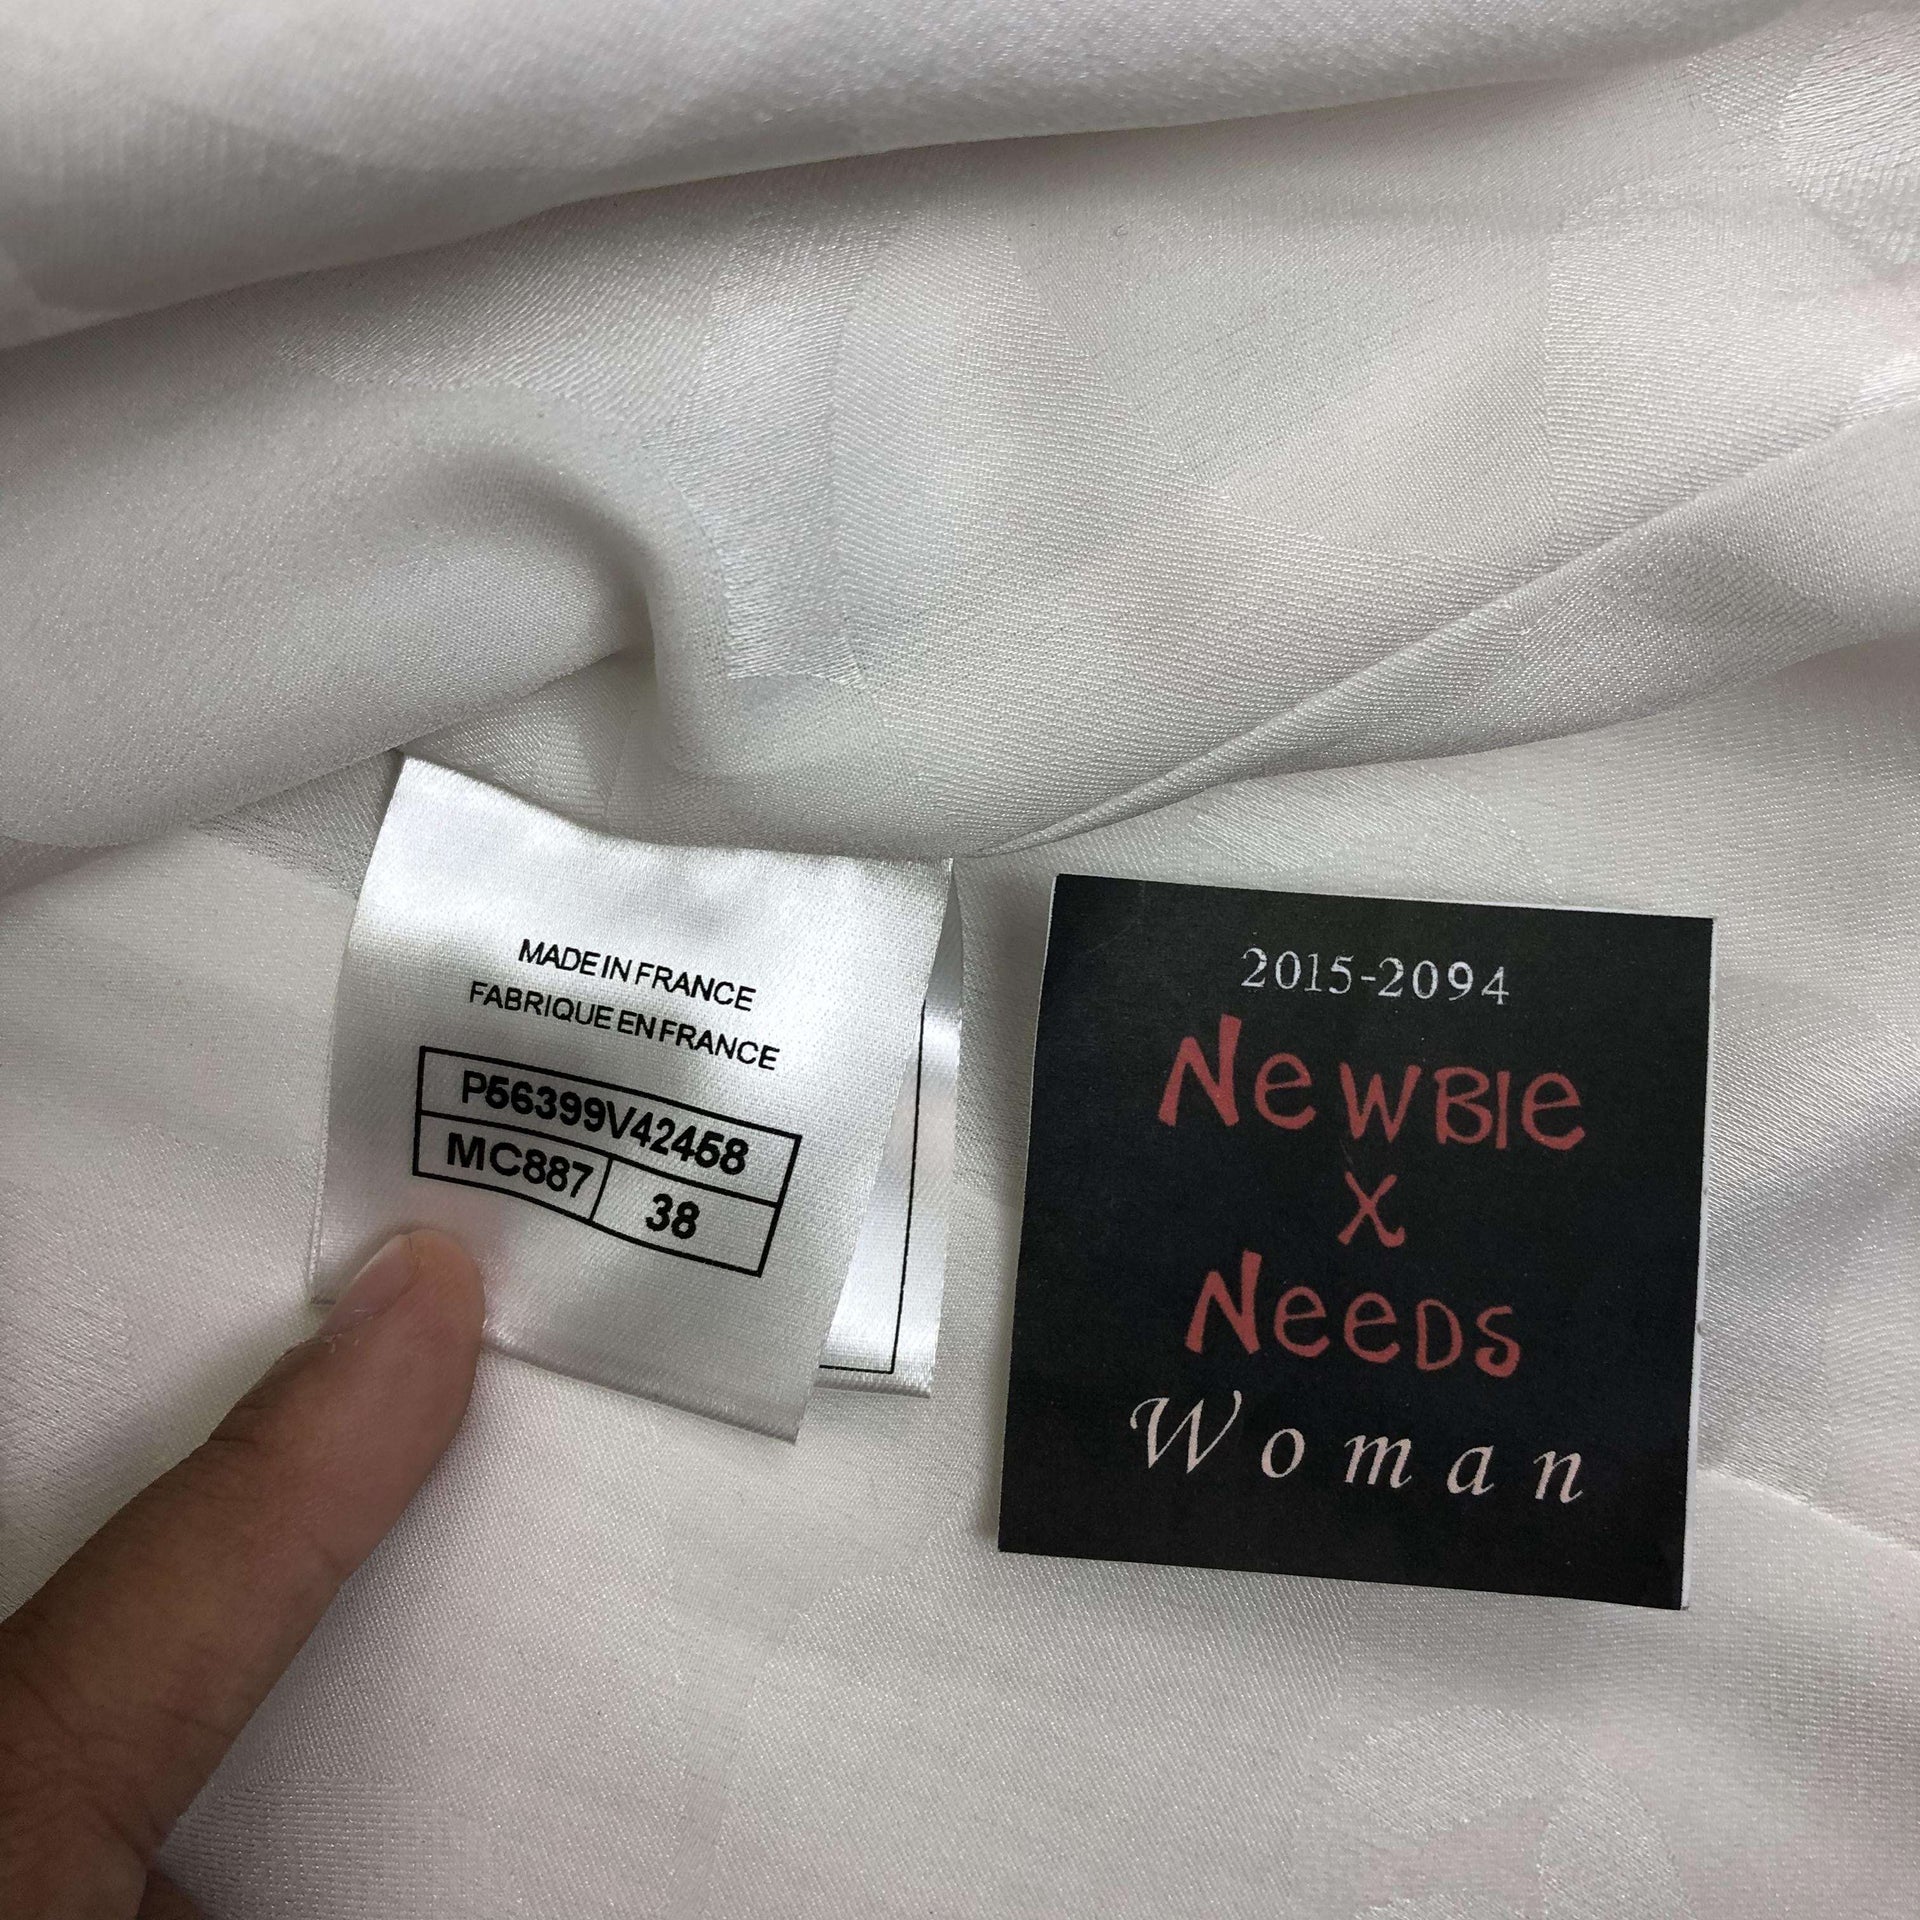 MADE IN FRANCE
FABRIQUE EN FRANCE
P56399V42458
MC887 38
2015-2094
NEWBIE
X
NEEDS
Woman